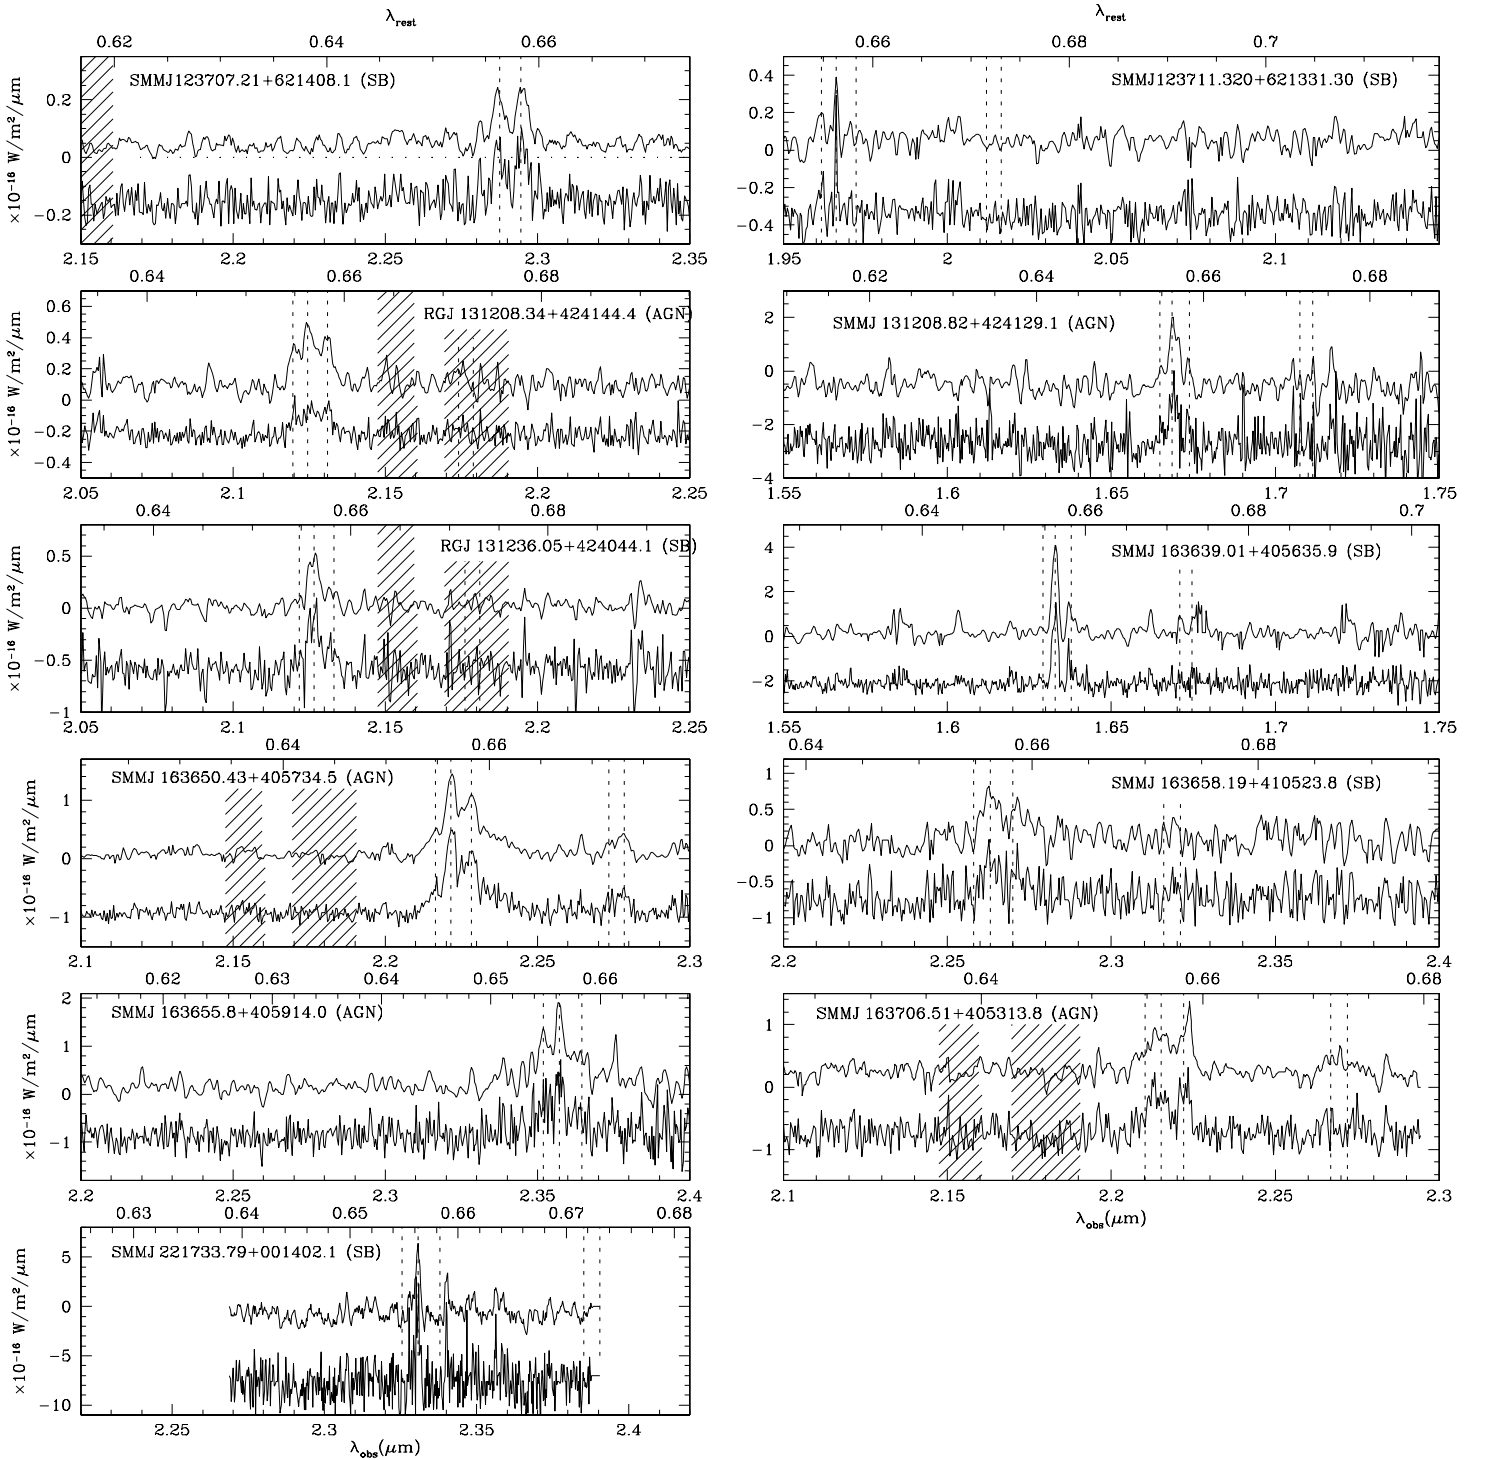 λrest
0.62 0.64 0.66
SMMJ123707.21+621408.1 (SB)
×10⁻¹⁶ W/m²/μm
0.2
0
−0.2
2.15 2.2 2.25 2.3 2.35
λrest
0.66 0.68 0.7
SMMJ123711.320+621331.30 (SB)
0.4
0.2
0
−0.2
−0.4
1.95 2 2.05 2.1
0.64 0.66 0.68
RGJ 131208.34+424144.4 (AGN)
×10⁻¹⁶ W/m²/μm
0.6
0.4
0.2
0
−0.2
−0.4
2.05 2.1 2.15 2.2 2.25
0.62 0.64 0.66 0.68
SMMJ 131208.82+424129.1 (AGN)
2
0
−2
−4
1.55 1.6 1.65 1.7 1.75
0.64 0.66 0.68
RGJ 131236.05+424044.1 (SB)
×10⁻¹⁶ W/m²/μm
0.5
0
−0.5
−1
2.05 2.1 2.15 2.2 2.25
0.64 0.66 0.68 0.7
SMMJ 163639.01+405635.9 (SB)
4
2
0
−2
1.55 1.6 1.65 1.7 1.75
0.64 0.66
SMMJ 163650.43+405734.5 (AGN)
×10⁻¹⁶ W/m²/μm
1
0
−1
2.1 2.15 2.2 2.25 2.3
0.64 0.66 0.68
SMMJ 163658.19+410523.8 (SB)
1
0.5
0
−0.5
−1
2.2 2.25 2.3 2.35 2.4
0.62 0.63 0.64 0.65 0.66
SMMJ 163655.8+405914.0 (AGN)
×10⁻¹⁶ W/m²/μm
2
1
0
−1
2.2 2.25 2.3 2.35 2.4
0.64 0.66 0.68
SMMJ 163706.51+405313.8 (AGN)
1
0
−1
2.1 2.15 2.2 2.25 2.3
λobs(μm)
0.63 0.64 0.65 0.66 0.67 0.68
SMMJ 221733.79+001402.1 (SB)
×10⁻¹⁶ W/m²/μm
5
0
−5
−10
2.25 2.3 2.35 2.4
λobs(μm)